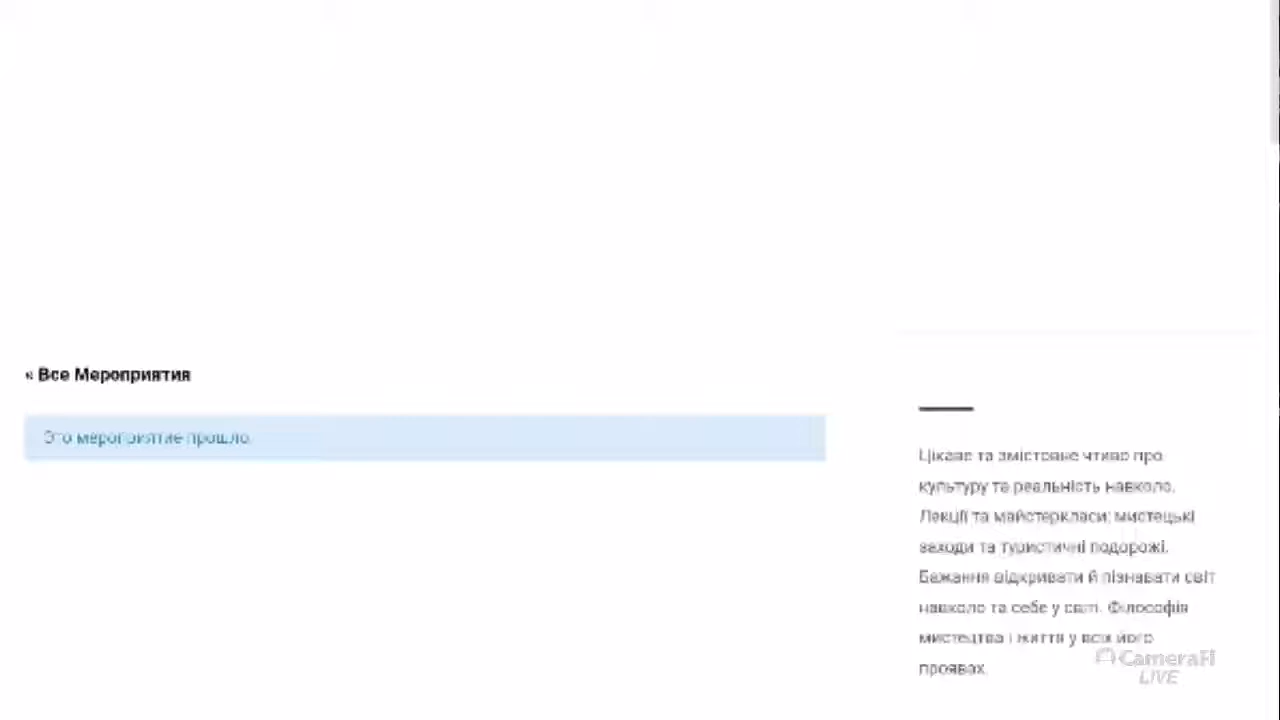 « Все Мероприятия
Это мероприятие прошло.
Цікаве та змістовне чтиво про
культуру та реальність навколо.
Лекції та майстеркласи; мистецькі
заходи та туристичні подорожі.
Бажання відкривати й пізнавати світ
навколо та себе у світі. Філософія
мистецтва і життя у всіх його
проявах.
CameraFi
LIVE